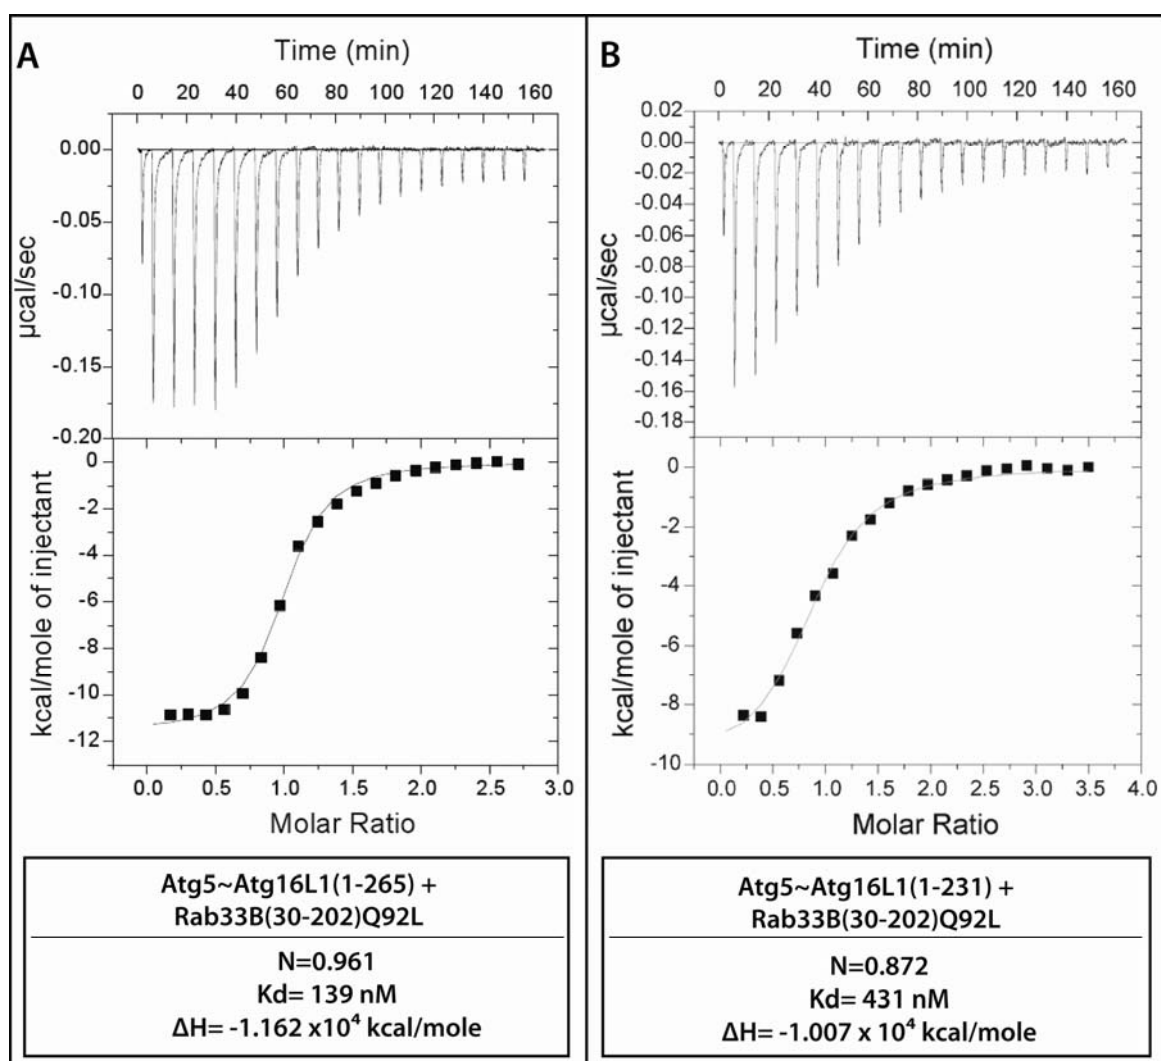 A
Time (min)
0 20 40 60 80 100 120 140 160
0.00
-0.05
-0.10
-0.15
-0.20
µcal/sec
0
-2
-4
-6
-8
-10
-12
kcal/mole of injectant
0.0 0.5 1.0 1.5 2.0 2.5 3.0
Molar Ratio
Atg5~Atg16L1(1-265) +
Rab33B(30-202)Q92L
N=0.961
Kd= 139 nM
ΔH= -1.162 x10⁴ kcal/mole
B
Time (min)
0 20 40 60 80 100 120 140 160
0.02
0.00
-0.02
-0.04
-0.06
-0.08
-0.10
-0.12
-0.14
-0.16
-0.18
µcal/sec
0
-2
-4
-6
-8
-10
kcal/mole of injectant
0.0 0.5 1.0 1.5 2.0 2.5 3.0 3.5 4.0
Molar Ratio
Atg5~Atg16L1(1-231) +
Rab33B(30-202)Q92L
N=0.872
Kd= 431 nM
ΔH= -1.007 x 10⁴ kcal/mole